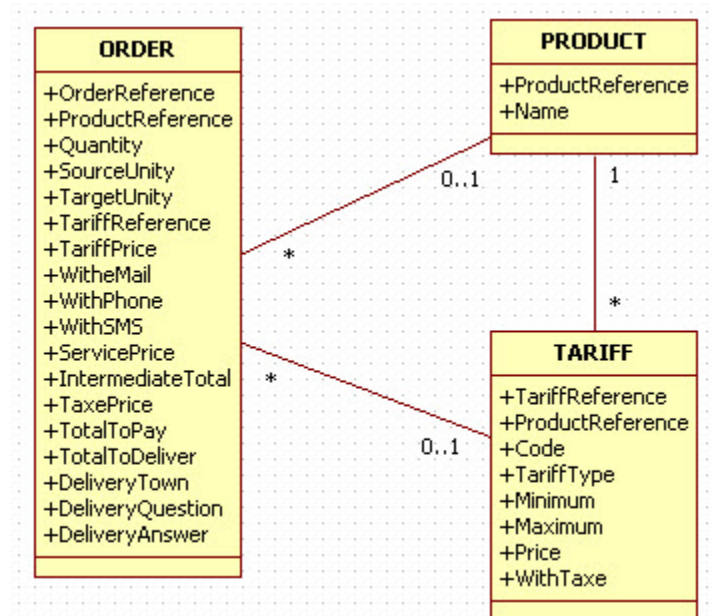 ORDER
+OrderReference
+ProductReference
+Quantity
+SourceUnity
+TargetUnity
+TariffReference
+TariffPrice
+WitheMail
+WithPhone
+WithSMS
+ServicePrice
+IntermediateTotal
+TaxePrice
+TotalToPay
+TotalToDeliver
+DeliveryTown
+DeliveryQuestion
+DeliveryAnswer
PRODUCT
+ProductReference
+Name
0..1
*
1
*
*
0..1
TARIFF
+TariffReference
+ProductReference
+Code
+TariffType
+Minimum
+Maximum
+Price
+WithTaxe